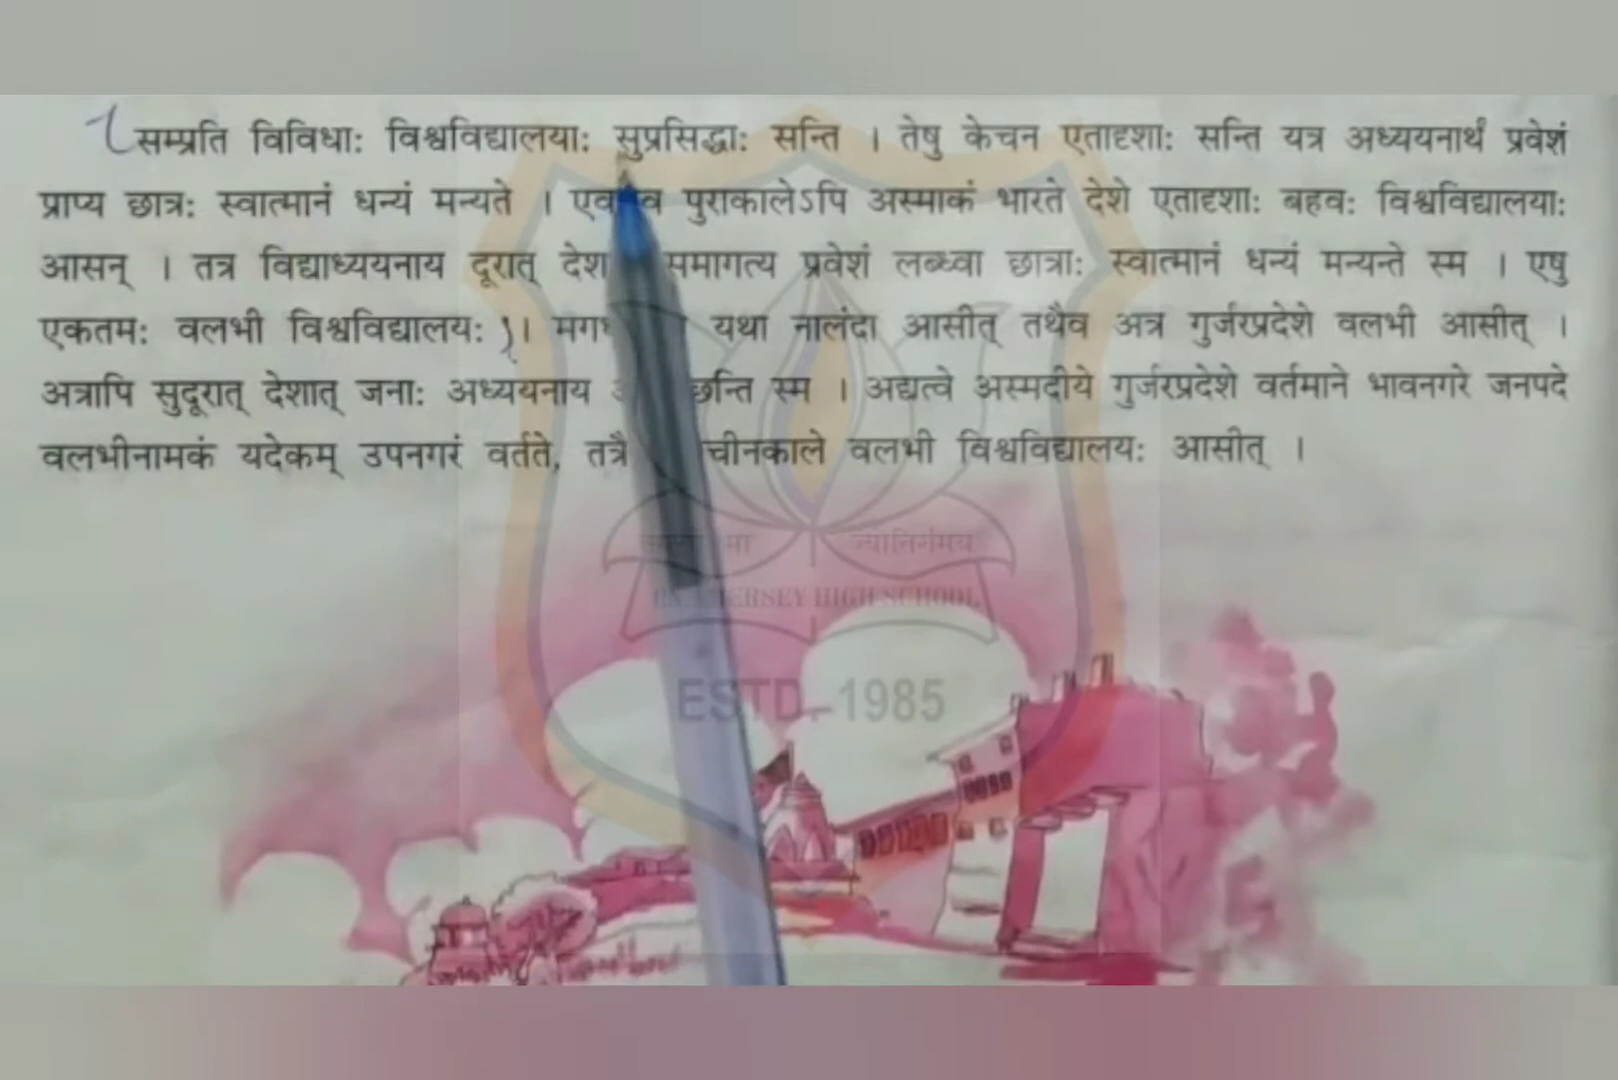 सम्प्रति विविधाः विश्वविद्यालयाः सुप्रसिद्धाः सन्ति । तेषु केचन एतादृशाः सन्ति यत्र अध्ययनार्थं प्रवेशं
प्राप्य छात्रः स्वात्मानं धन्यं मन्यते । पुराकालेऽपि अस्माकं भारते देशे एतादृशाः बहवः विश्वविद्यालयाः
आसन् । तत्र विद्याध्ययनाय दूरात् समागत्य प्रवेशं लब्ध्वा छात्राः स्वात्मानं धन्यं मन्यन्ते स्म । एषु
एकतमः वलभी विश्वविद्यालयः । यथा नालंदा आसीत् तथैव अत्र गुर्जरप्रदेशे वलभी आसीत् ।
अत्रापि सुदूरात् देशात् जनाः अध्ययनाय स्म । अद्यत्वे अस्मदीये गुर्जरप्रदेशे वर्तमाने भावनगरे जनपदे
वलभीनामकं यदेकम् उपनगरं वर्तते, वलभी विश्वविद्यालयः आसीत् ।
HIGH SCHOOL
ESTD. 1985